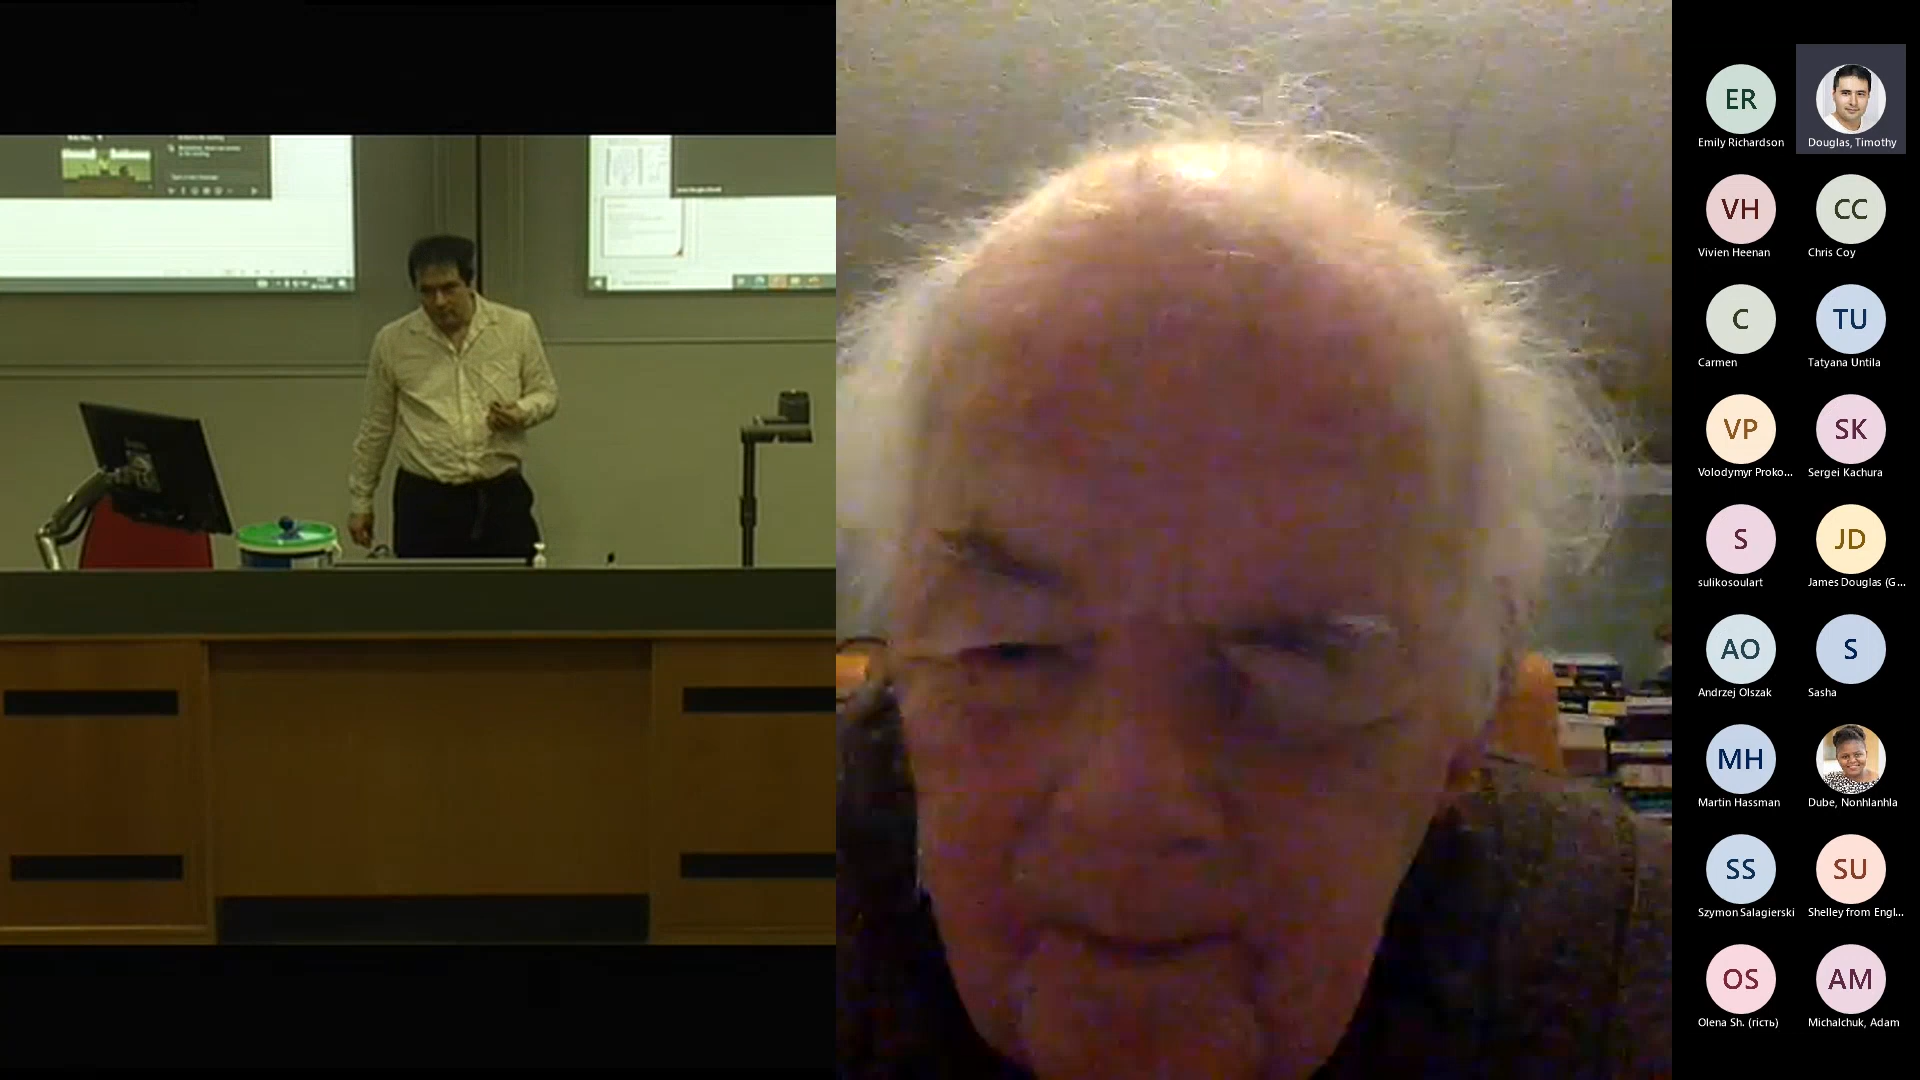 ER
Emily Richardson
Douglas, Timothy
VH
Vivien Heenan
CC
Chris Coy
C
Carmen
TU
Tatyana Untila
VP
Volodymyr Proko...
SK
Sergei Kachura
S
sulikosoulart
JD
James Douglas (G...
AO
Andrzej Olszak
S
Sasha
MH
Martin Hassman
Dube, Nonhlanhla
SS
Szymon Salagierski
SU
Shelley from Engl...
OS
Olena Sh. (гість)
AM
Michalchuk, Adam